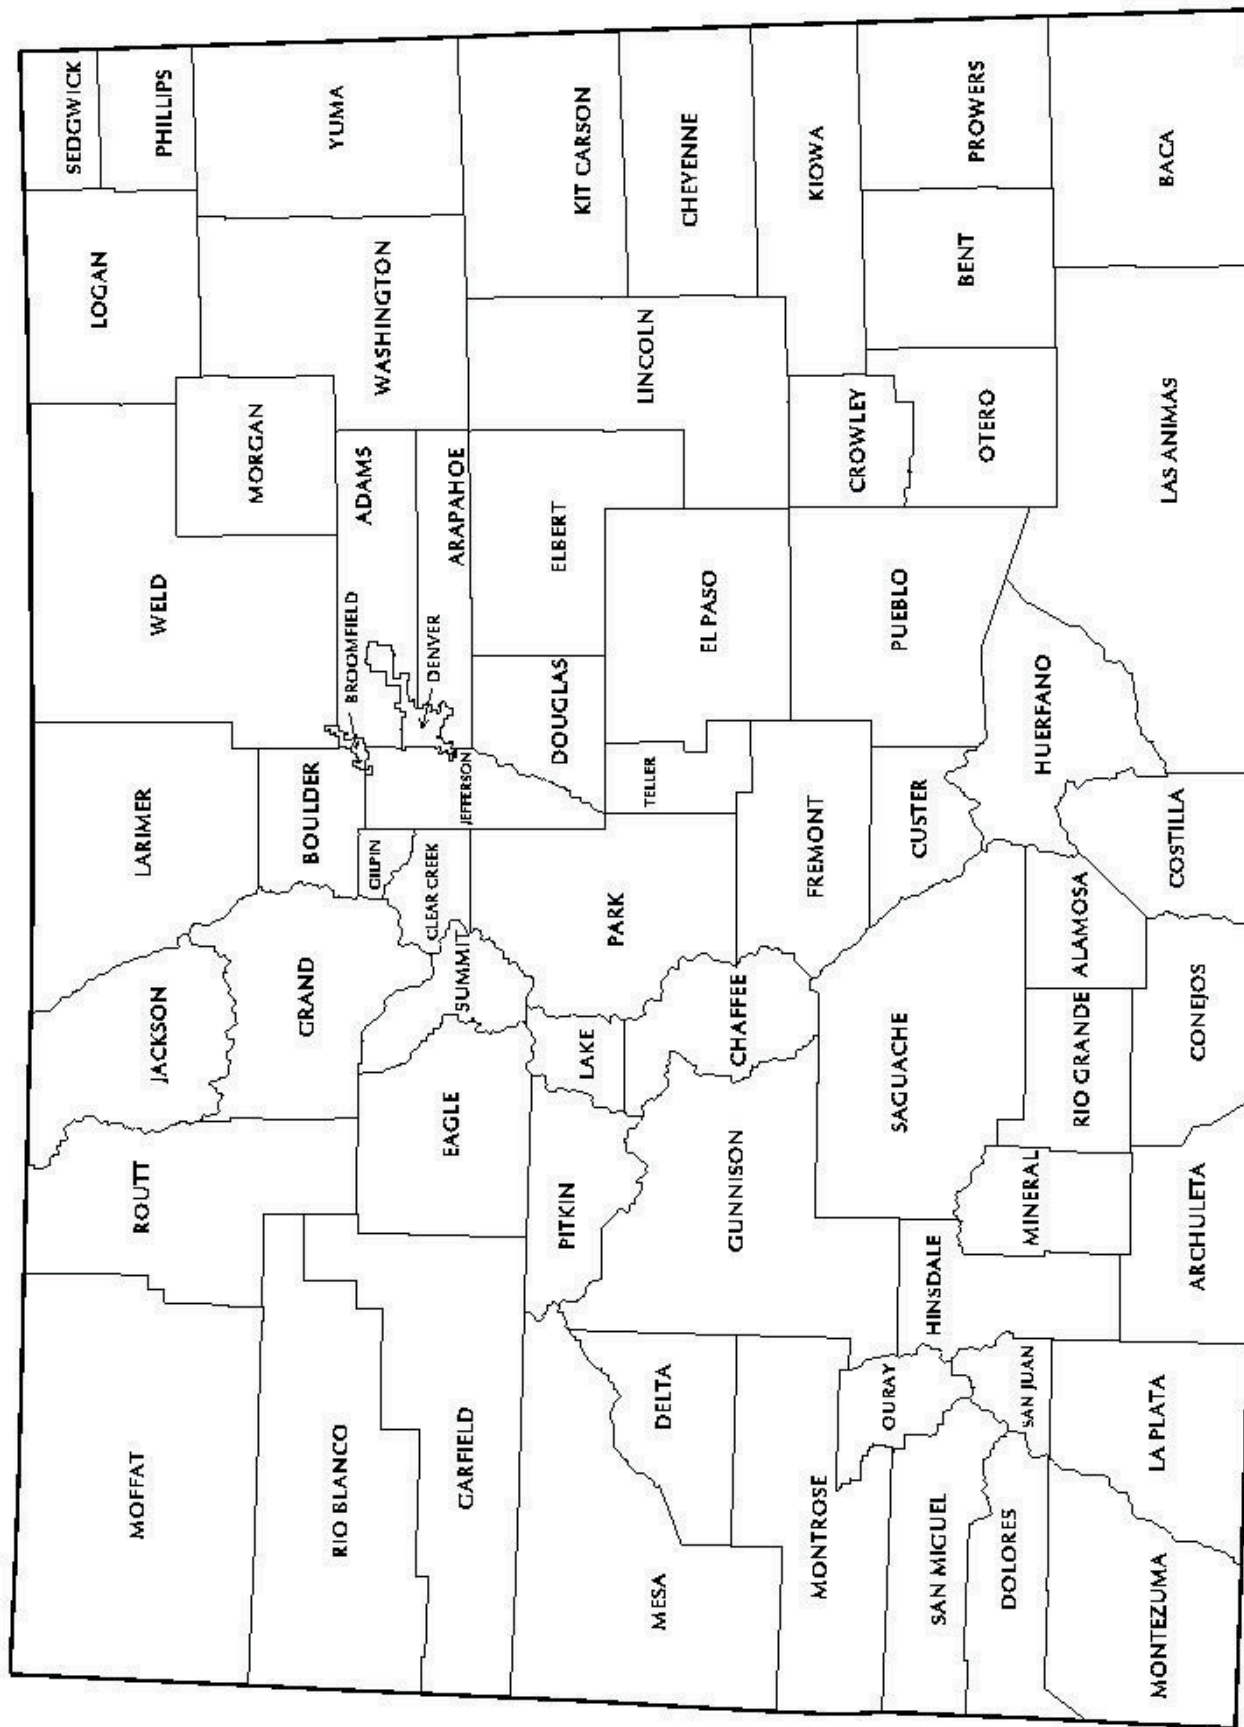 MOFFAT
ROUTT
JACKSON
LARIMER
WELD
LOGAN
SEDGWICK
PHILLIPS
MORGAN
RIO BLANCO
GRAND
BOULDER
BROOMFIELD
ADAMS
WASHINGTON
YUMA
GILPIN
CLEAR CREEK
JEFFERSON
DENVER
ARAPAHOE
GARFIELD
EAGLE
SUMMIT
DOUGLAS
ELBERT
KIT CARSON
PITKIN
LAKE
PARK
TELLER
EL PASO
LINCOLN
CHEYENNE
MESA
DELTA
GUNNISON
CHAFFEE
FREMONT
PUEBLO
CROWLEY
KIOWA
MONTROSE
OURAY
HINSDALE
SAGUACHE
CUSTER
OTERO
BENT
PROWERS
SAN MIGUEL
DOLORES
SAN JUAN
MINERAL
RIO GRANDE
ALAMOSA
HUERFANO
MONTEZUMA
LA PLATA
ARCHULETA
CONEJOS
COSTILLA
LAS ANIMAS
BACA